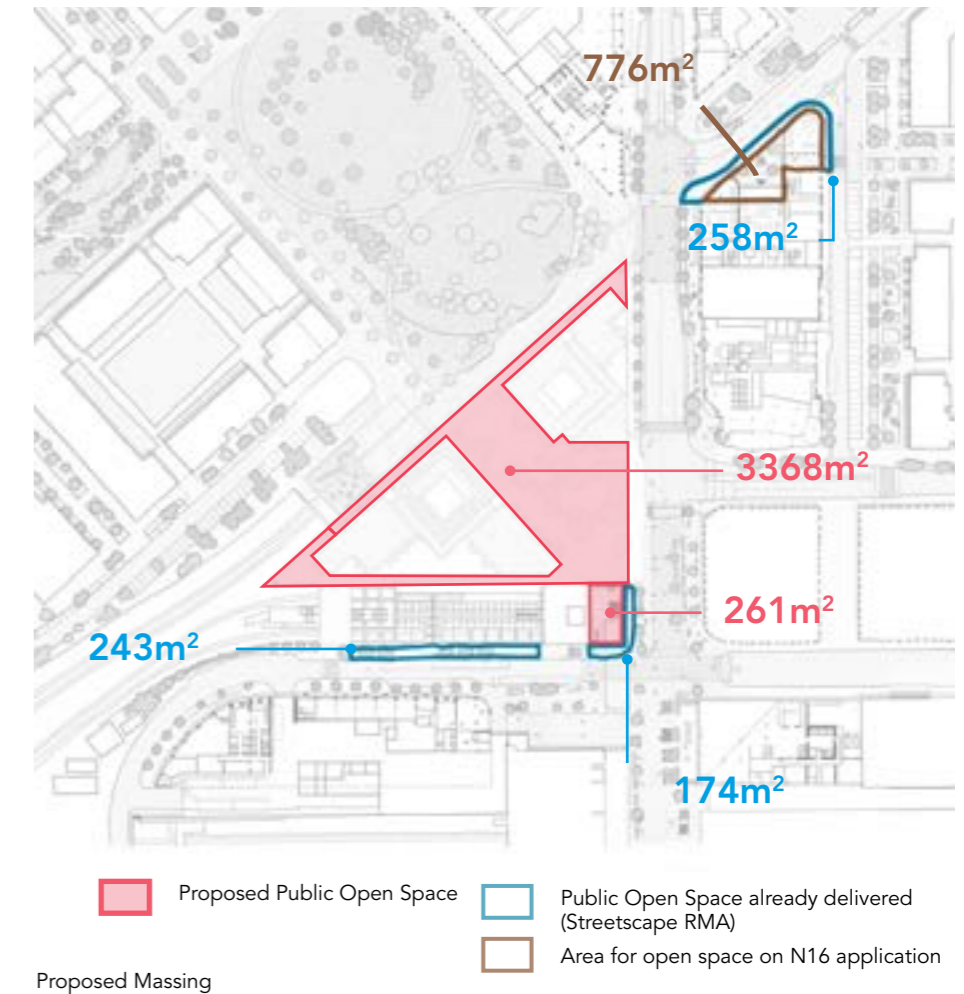 776m²
258m²
3368m²
261m²
243m²
174m²
Proposed Public Open Space
Public Open Space already delivered
(Streetscape RMA)
Area for open space on N16 application
Proposed Massing